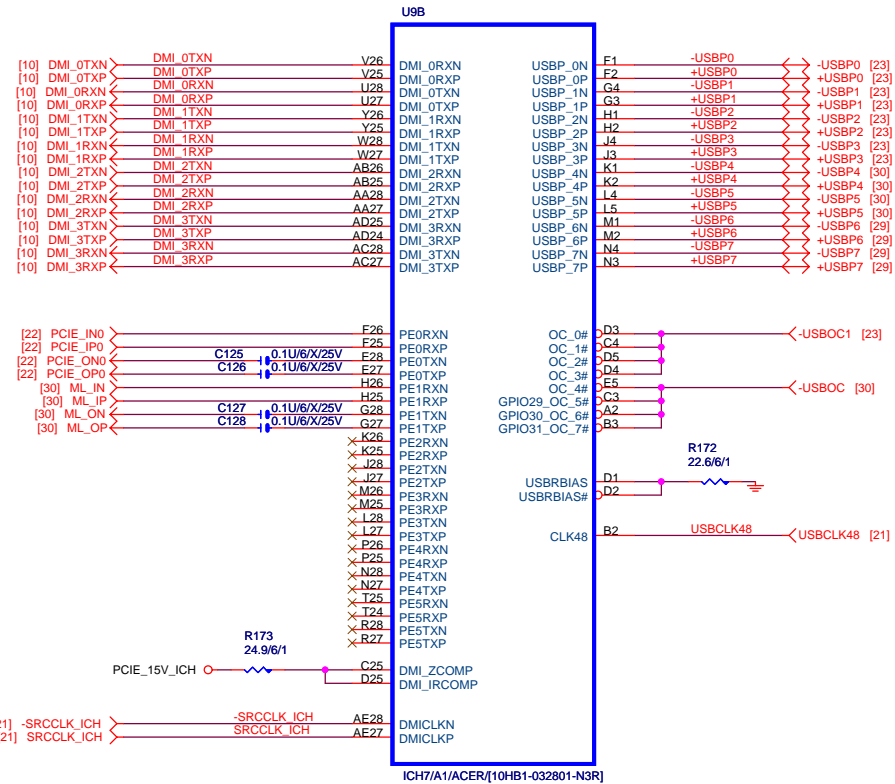 U9B
[10] DMI_0TXN DMI_0TXN V26 DMI_0RXN USBP_0N F1 -USBP0 -USBP0 [23]
[10] DMI_0TXP DMI_0TXP V25 DMI_0RXP USBP_0P F2 +USBP0 +USBP0 [23]
[10] DMI_0RXN DMI_0RXN U28 DMI_0TXN USBP_1N G4 -USBP1 -USBP1 [23]
[10] DMI_0RXP DMI_0RXP U27 DMI_0TXP USBP_1P G3 +USBP1 +USBP1 [23]
[10] DMI_1TXN DMI_1TXN Y26 DMI_1RXN USBP_2N H1 -USBP2 -USBP2 [23]
[10] DMI_1TXP DMI_1TXP Y25 DMI_1RXP USBP_2P H2 +USBP2 +USBP2 [23]
[10] DMI_1RXN DMI_1RXN W28 DMI_1TXN USBP_3N J4 -USBP3 -USBP3 [23]
[10] DMI_1RXP DMI_1RXP W27 DMI_1TXP USBP_3P J3 +USBP3 +USBP3 [23]
[10] DMI_2TXN DMI_2TXN AB26 DMI_2RXN USBP_4N K1 -USBP4 -USBP4 [30]
[10] DMI_2TXP DMI_2TXP AB25 DMI_2RXP USBP_4P K2 +USBP4 +USBP4 [30]
[10] DMI_2RXN DMI_2RXN AA28 DMI_2TXN USBP_5N L4 -USBP5 -USBP5 [30]
[10] DMI_2RXP DMI_2RXP AA27 DMI_2TXP USBP_5P L5 +USBP5 +USBP5 [30]
[10] DMI_3TXN DMI_3TXN AD25 DMI_3RXN USBP_6N M1 -USBP6 -USBP6 [29]
[10] DMI_3TXP DMI_3TXP AD24 DMI_3RXP USBP_6P M2 +USBP6 +USBP6 [29]
[10] DMI_3RXN DMI_3RXN AC28 DMI_3TXN USBP_7N N4 -USBP7 -USBP7 [29]
[10] DMI_3RXP DMI_3RXP AC27 DMI_3TXP USBP_7P N3 +USBP7 +USBP7 [29]
[22] PCIE_IN0 F26 PE0RXN OC_0# D3 -USBOC1 [23]
[22] PCIE_IP0 F25 PE0RXP OC_1# C4
[22] PCIE_ON0 C125 0.1U/6/X/25V E28 PE0TXN OC_2# D5
[22] PCIE_OP0 C126 0.1U/6/X/25V E27 PE0TXP OC_3# D4
[30] ML_IN H26 PE1RXN OC_4# E5 -USBOC [30]
[30] ML_IP H25 PE1RXP GPIO29_OC_5# C3
[30] ML_ON C127 0.1U/6/X/25V G28 PE1TXN GPIO30_OC_6# A2
[30] ML_OP C128 0.1U/6/X/25V G27 PE1TXP GPIO31_OC_7# B3
K26 PE2RXN
K25 PE2RXP R172
J28 PE2TXN 22.6/6/1
J27 PE2TXP USBRBIAS D1
M26 PE3RXN USBRBIAS# D2
M25 PE3RXP
L28 PE3TXN
L27 PE3TXP CLK48 B2 USBCLK48 USBCLK48 [21]
P26 PE4RXN
P25 PE4RXP
N28 PE4TXN
N27 PE4TXP
T25 PE5RXN
T24 PE5RXP
R28 PE5TXN
R27 PE5TXP
R173
24.9/6/1
PCIE_15V_ICH C25 DMI_ZCOMP
D25 DMI_IRCOMP
21] -SRCCLK_ICH -SRCCLK_ICH AE28 DMICLKN
21] SRCCLK_ICH SRCCLK_ICH AE27 DMICLKP
ICH7/A1/ACER/[10HB1-032801-N3R]